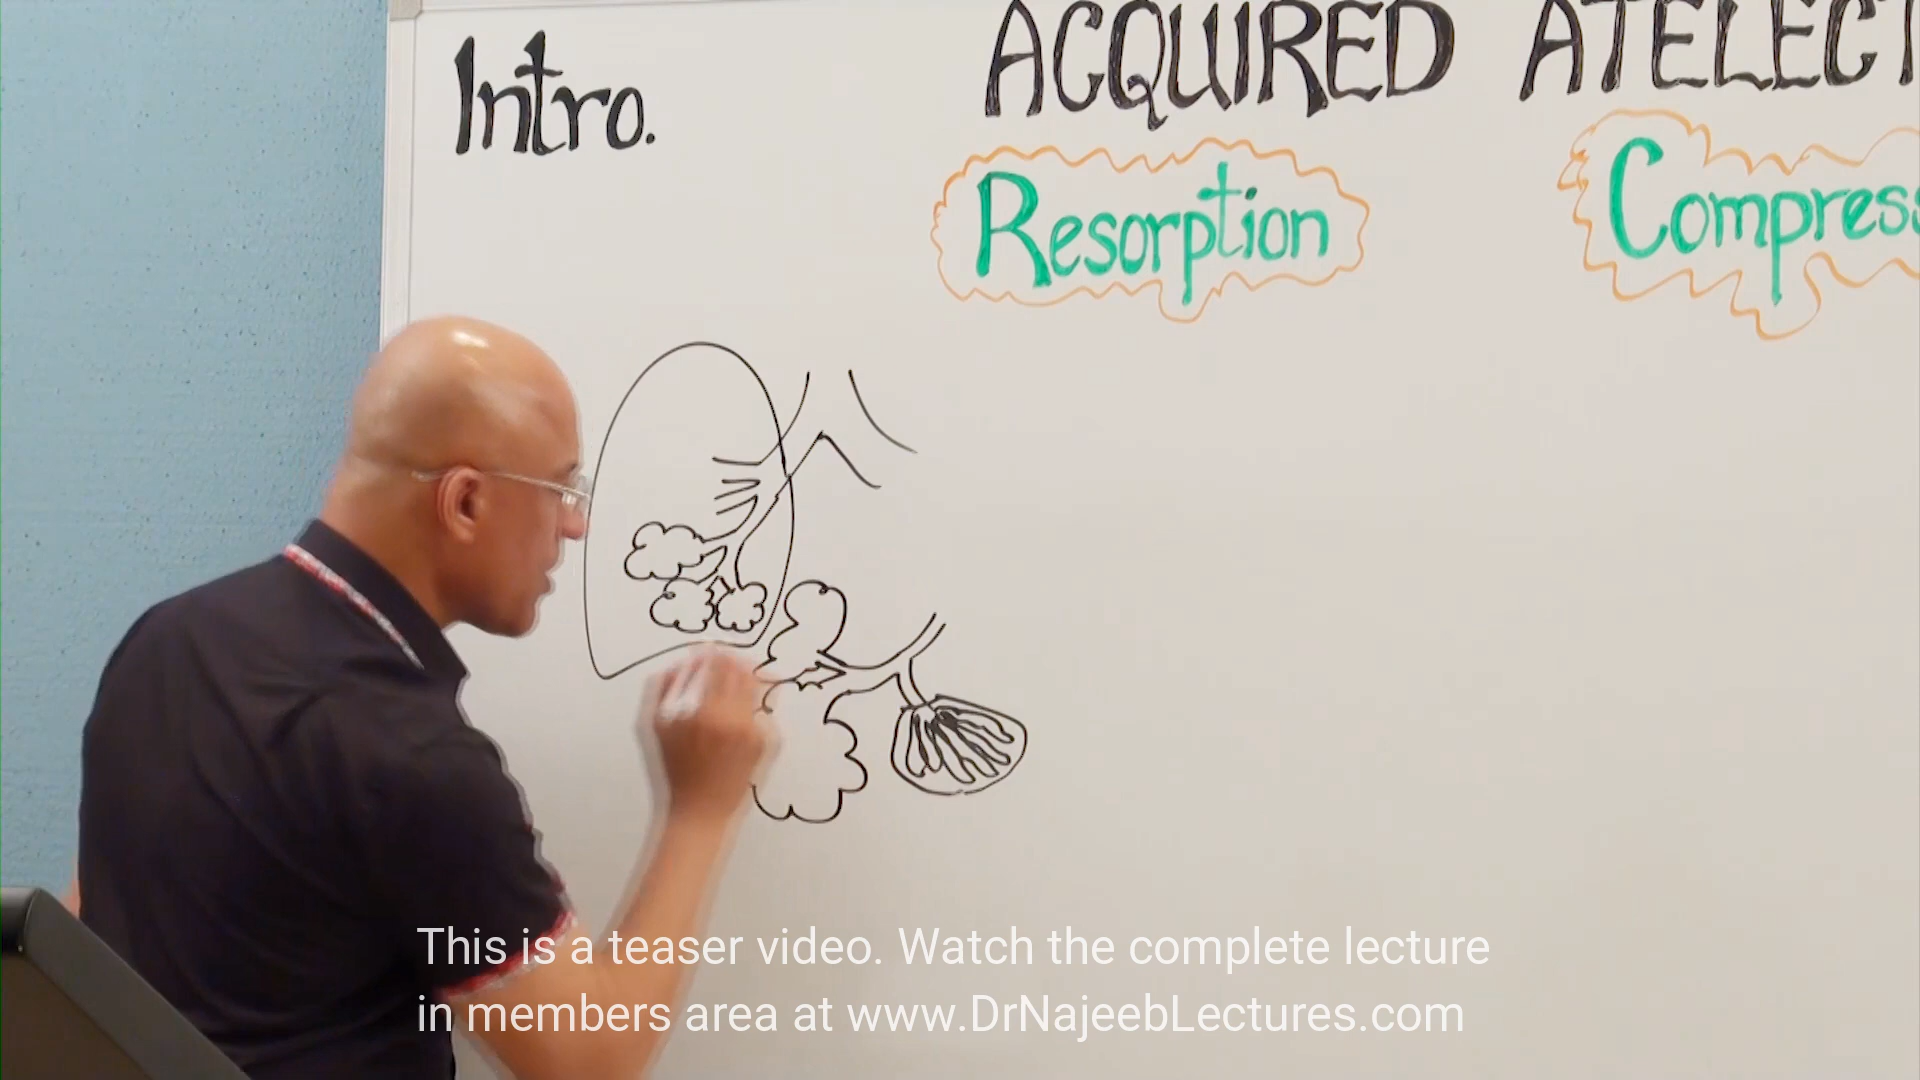 Intro.
ACQUIRED ATELECT
Resorption
Compress
This is a teaser video. Watch the complete lecture
in members area at www.DrNajeebLectures.com